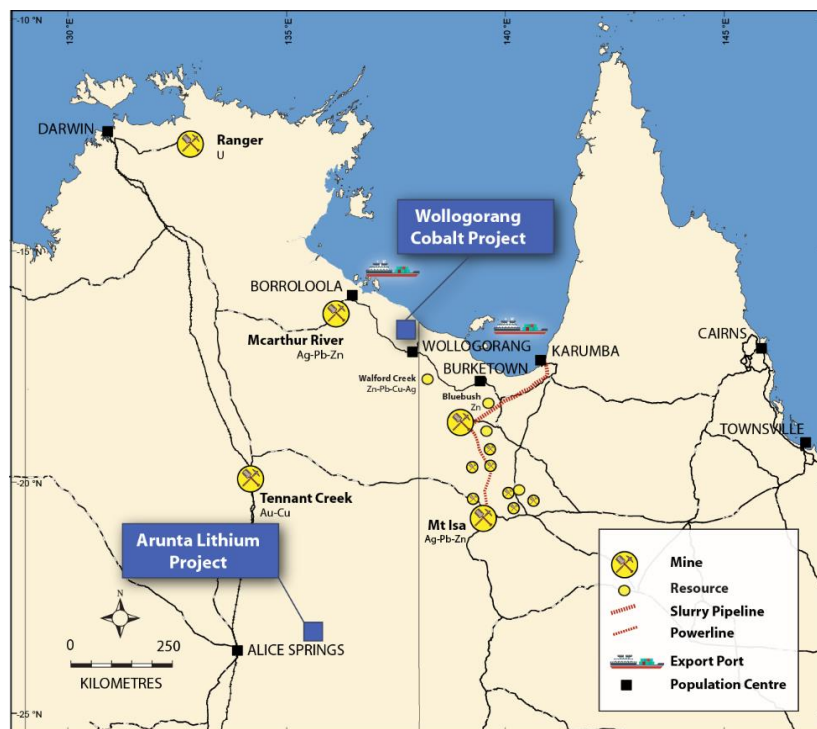 -10 °N
130 °E
135 °E
140 °E
145 °E
DARWIN
Ranger
U
Wollogorang
Cobalt Project
-15 °N
BORROLOOLA
Mcarthur River
Ag-Pb-Zn
WOLLOGORANG
KARUMBA
CAIRNS
Walford Creek
Zn-Pb-Cu-Ag
BURKETOWN
Bluebush
Zn
TOWNSVILLE
-20 °N
Tennant Creek
Au-Cu
Mt Isa
Ag-Pb-Zn
Arunta Lithium
Project
N
0
250
KILOMETRES
ALICE SPRINGS
-25 °N
Mine
Resource
Slurry Pipeline
Powerline
Export Port
Population Centre